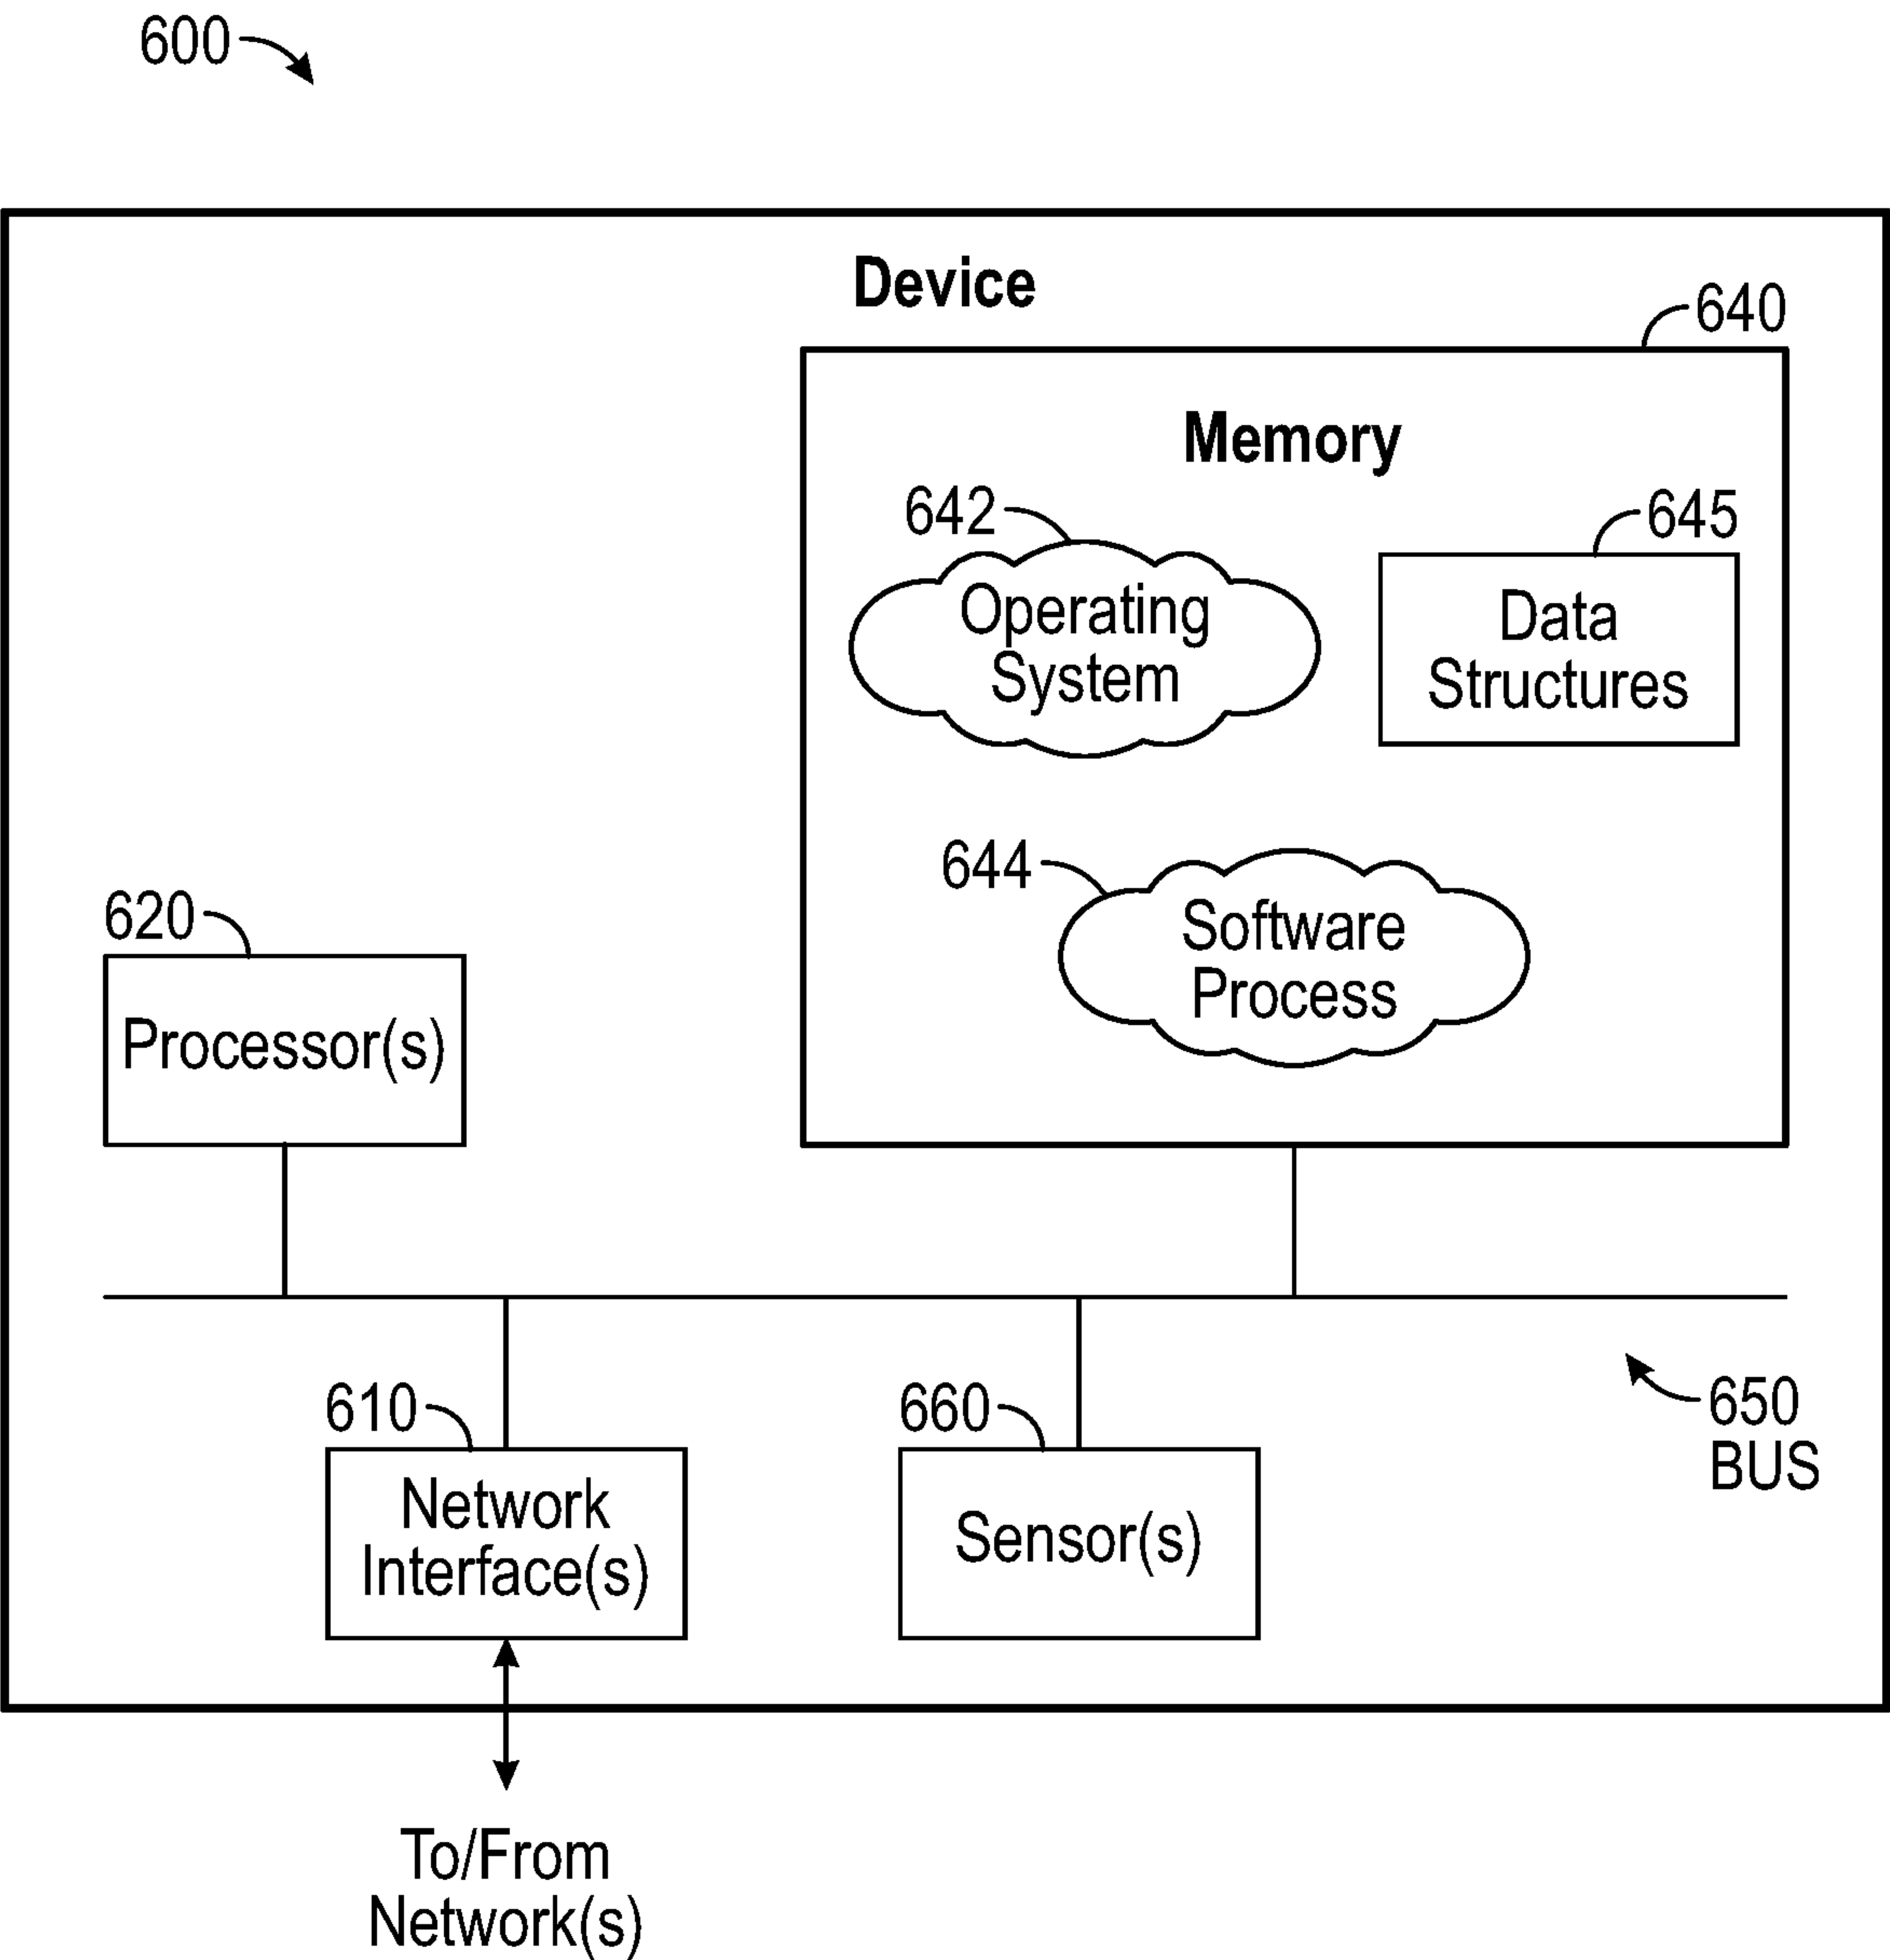 600
Device
640
Memory
642
645
Operating
System
Data
Structures
644
Software
Process
620
Processor(s)
610
660
650
BUS
Network
Interface(s)
Sensor(s)
To/From
Network(s)